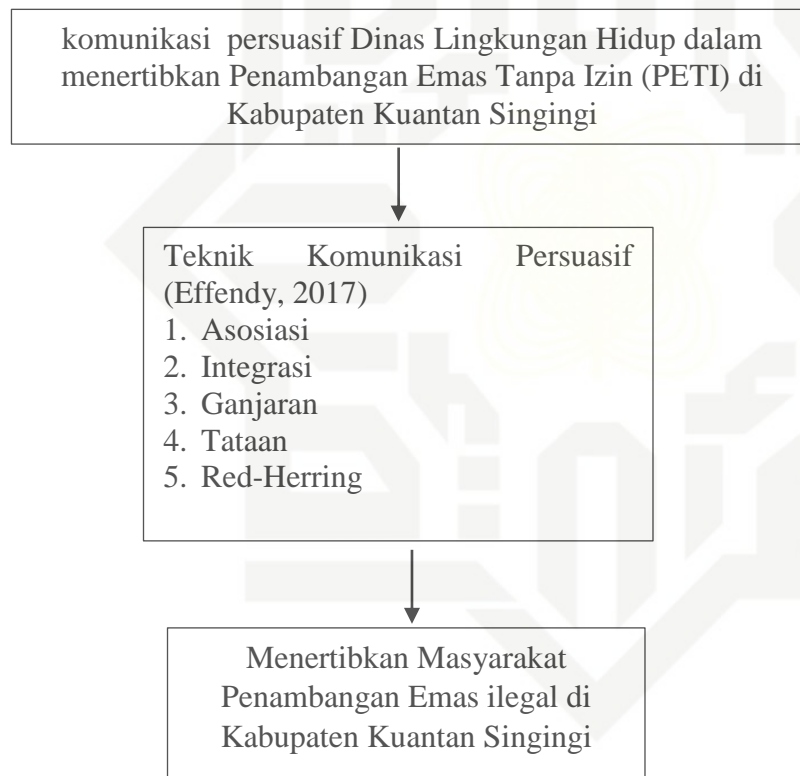 komunikasi persuasif Dinas Lingkungan Hidup dalam
menertibkan Penambangan Emas Tanpa Izin (PETI) di
Kabupaten Kuantan Singingi
Teknik Komunikasi Persuasif
(Effendy, 2017)
1. Asosiasi
2. Integrasi
3. Ganjaran
4. Tataan
5. Red-Herring
Menertibkan Masyarakat
Penambangan Emas ilegal di
Kabupaten Kuantan Singingi